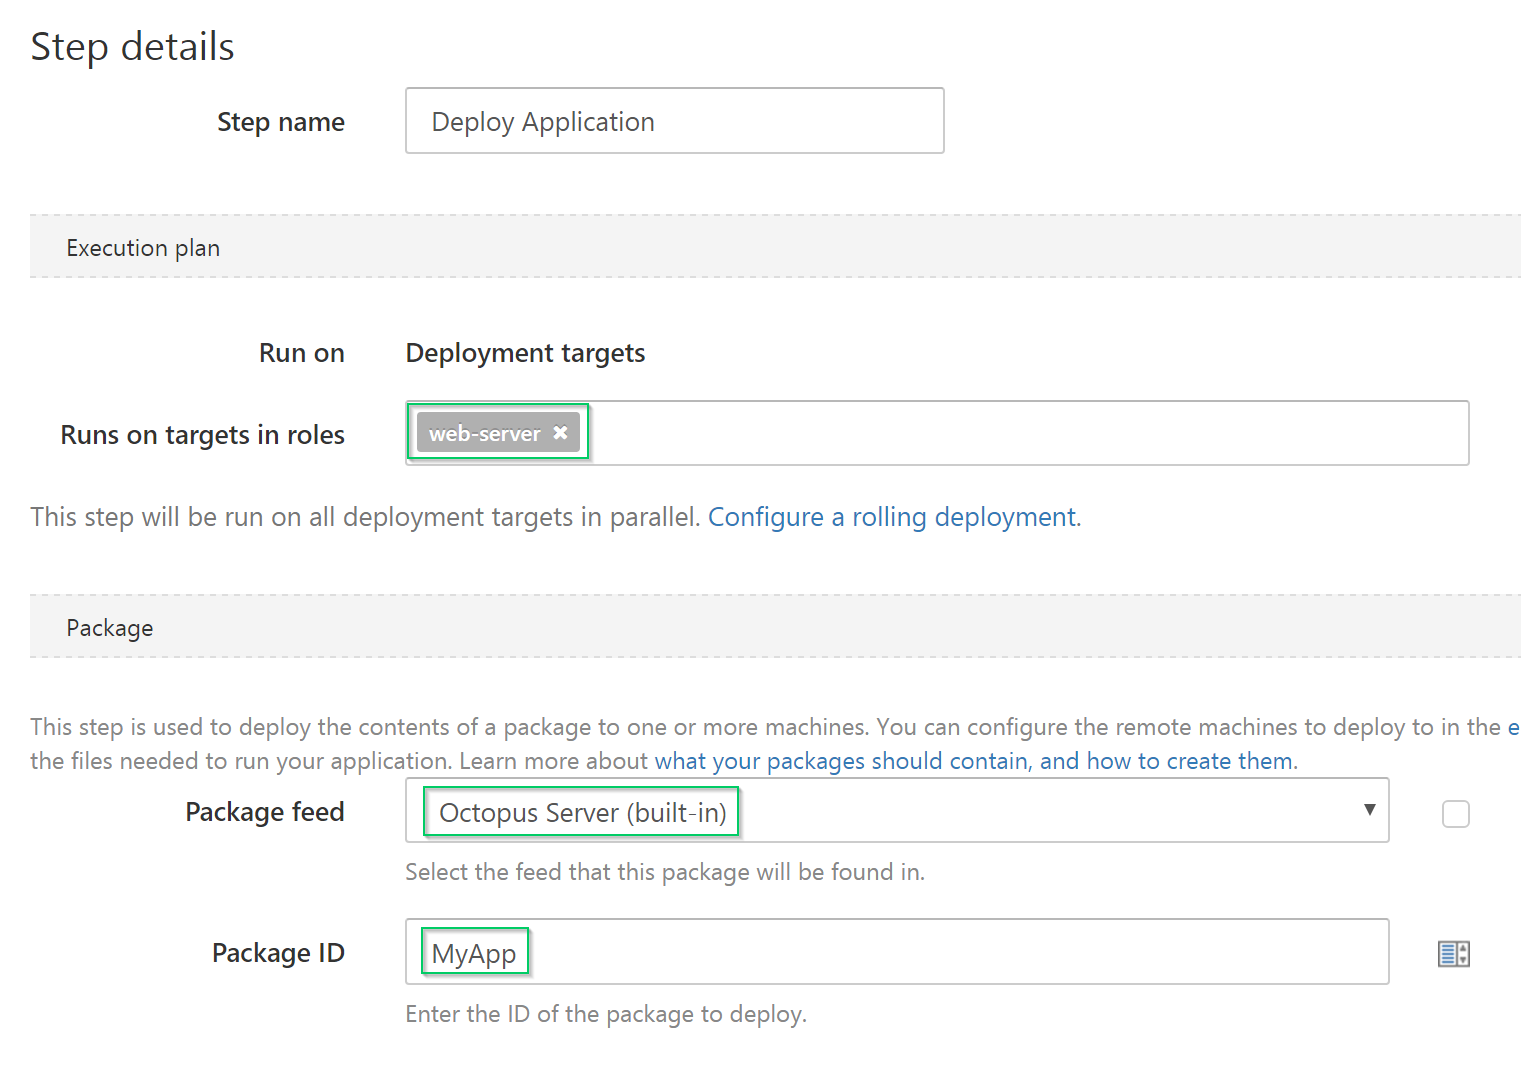 Step details
Step name
Deploy Application
Execution plan
Run on
Deployment targets
Runs on targets in roles
web-server ✖
This step will be run on all deployment targets in parallel. Configure a rolling deployment.
Package
This step is used to deploy the contents of a package to one or more machines. You can configure the remote machines to deploy to in the e
the files needed to run your application. Learn more about what your packages should contain, and how to create them.
Package feed
Octopus Server (built-in)
Select the feed that this package will be found in.
Package ID
MyApp
Enter the ID of the package to deploy.